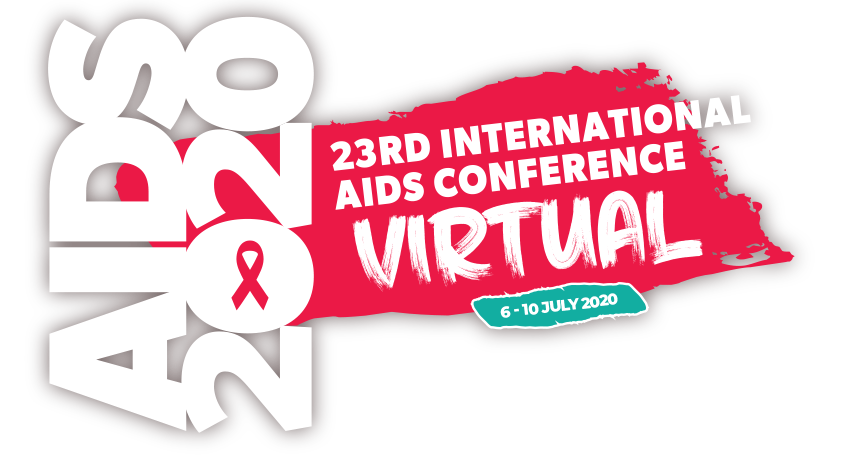 AIDS
2020
23RD INTERNATIONAL
AIDS CONFERENCE
VIRTUAL
6 - 10 JULY 2020